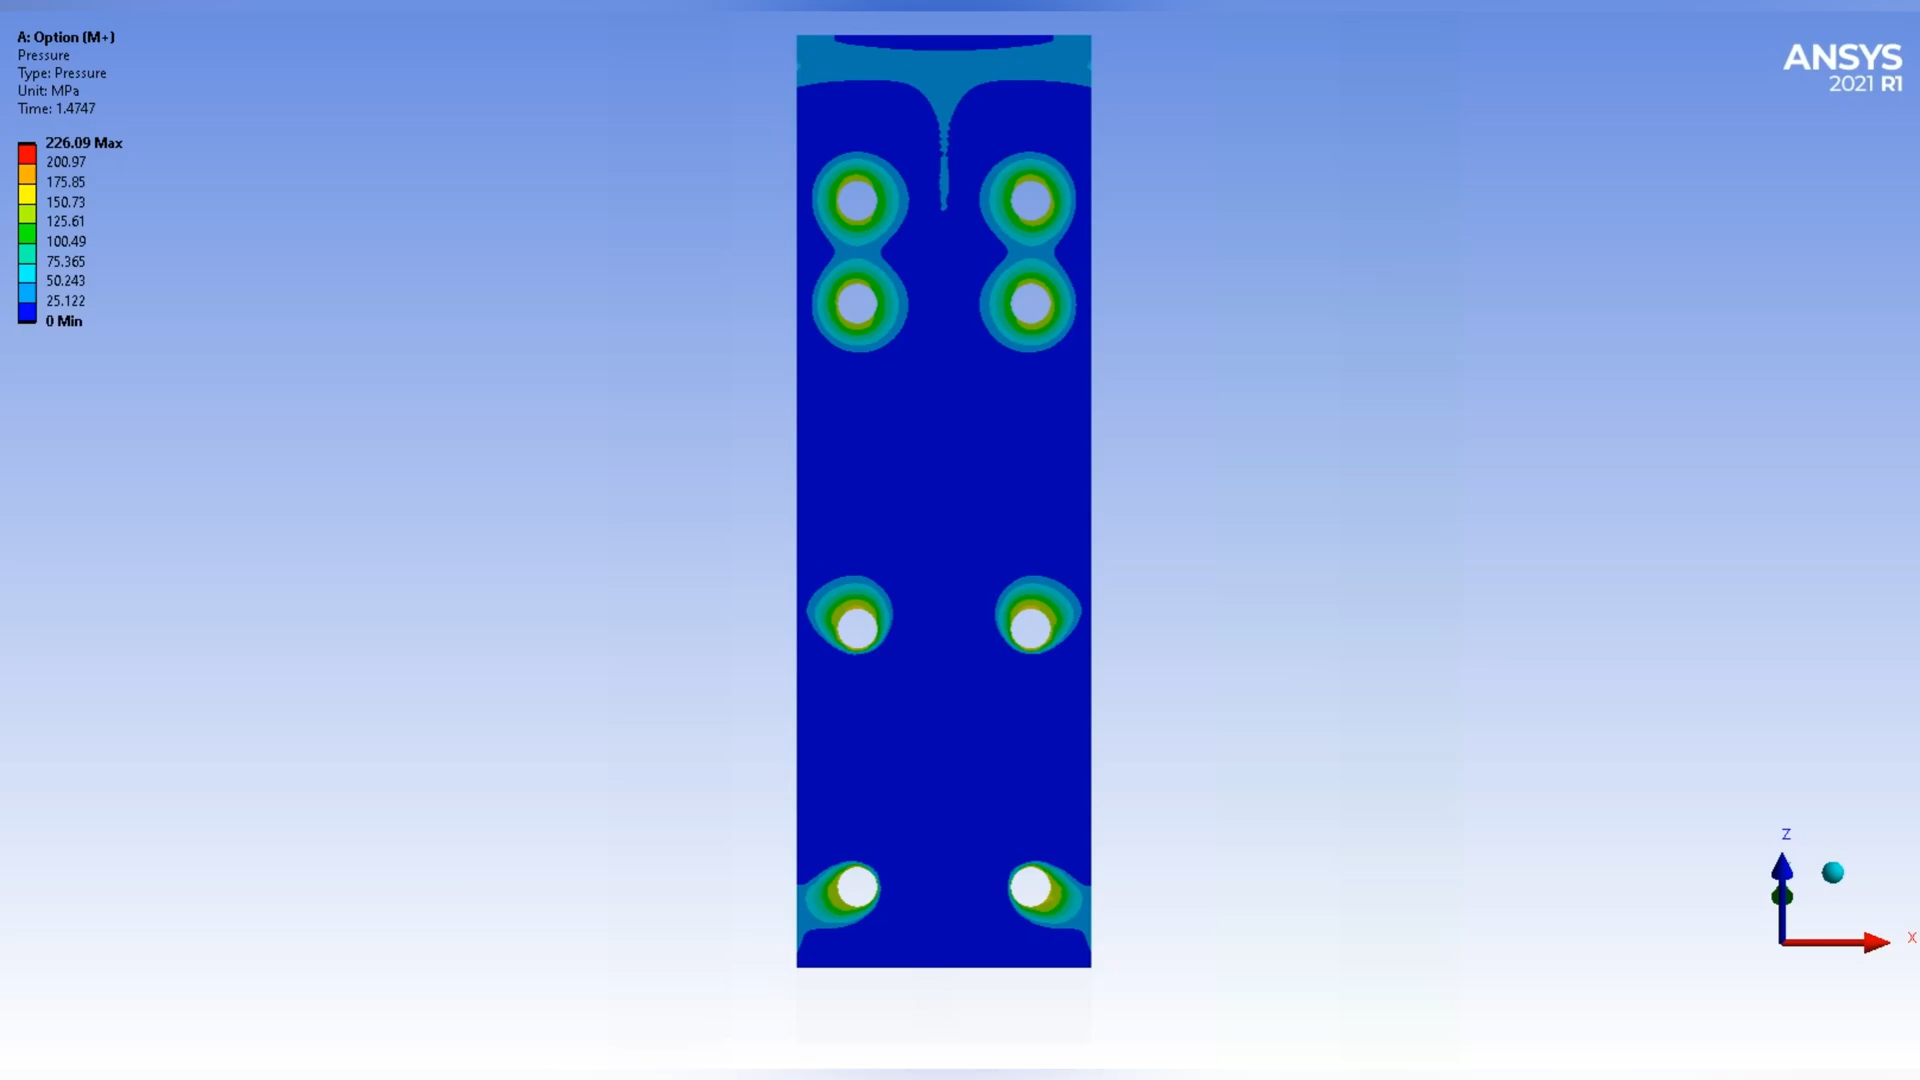 A: Option (M+)
Pressure
Type: Pressure
Unit: MPa
Time: 1.4747
226.09 Max
200.97
175.85
150.73
125.61
100.49
75.365
50.243
25.122
0 Min
ANSYS
2021 R1
Z
X